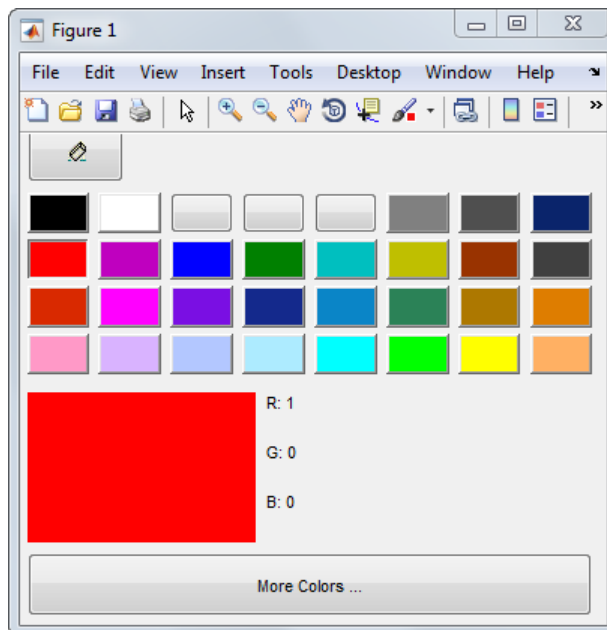 Figure 1
File Edit View Insert Tools Desktop Window Help
R: 1
G: 0
B: 0
More Colors ...